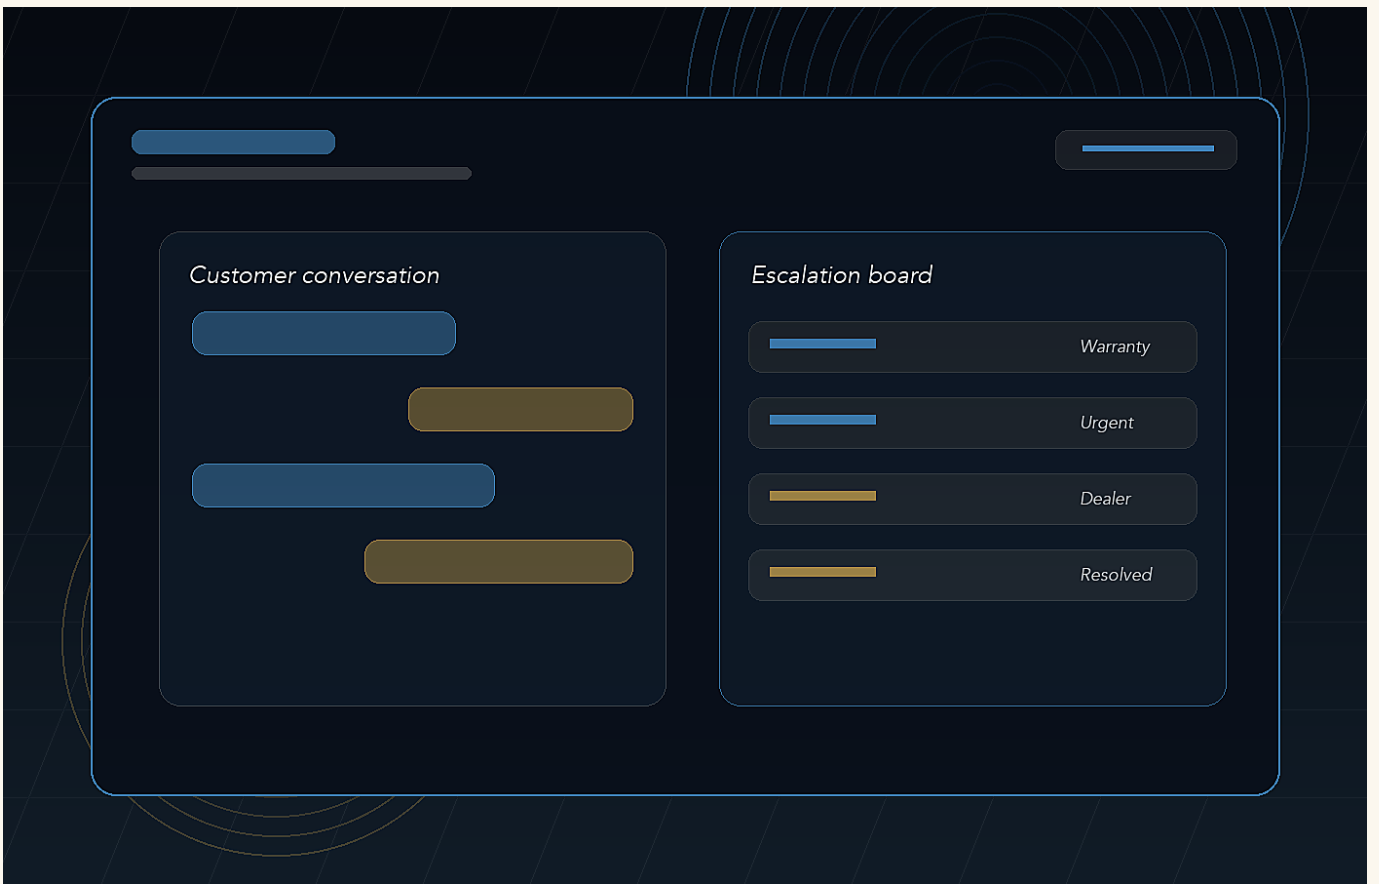 Customer conversation
Escalation board
Warranty
Urgent
Dealer
Resolved